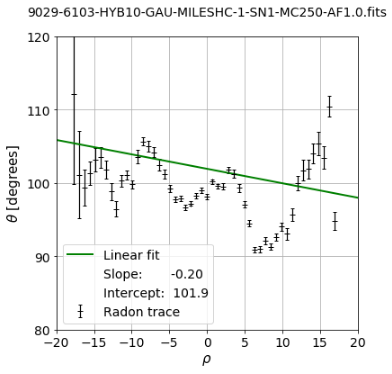 9029-6103-HYB10-GAU-MILESHC-1-SN1-MC250-AF1.0.fits
120
110
100
90
80
θ [degrees]
Linear fit
Slope: -0.20
Intercept: 101.9
Radon trace
−20 −15 −10 −5 0 5 10 15 20
ρ